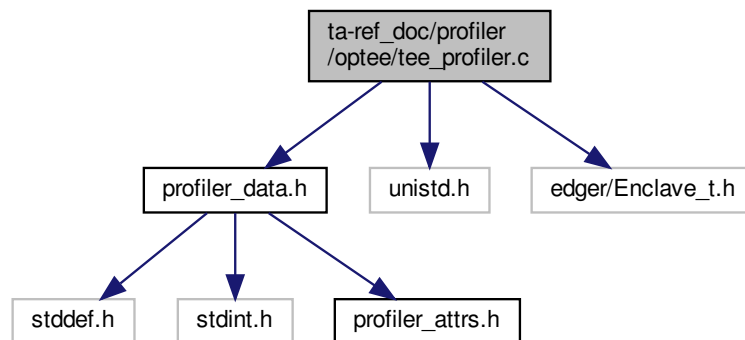 ta-ref_doc/profiler
/optee/tee_profiler.c
profiler_data.h
unistd.h
edger/Enclave_t.h
stddef.h
stdint.h
profiler_attrs.h